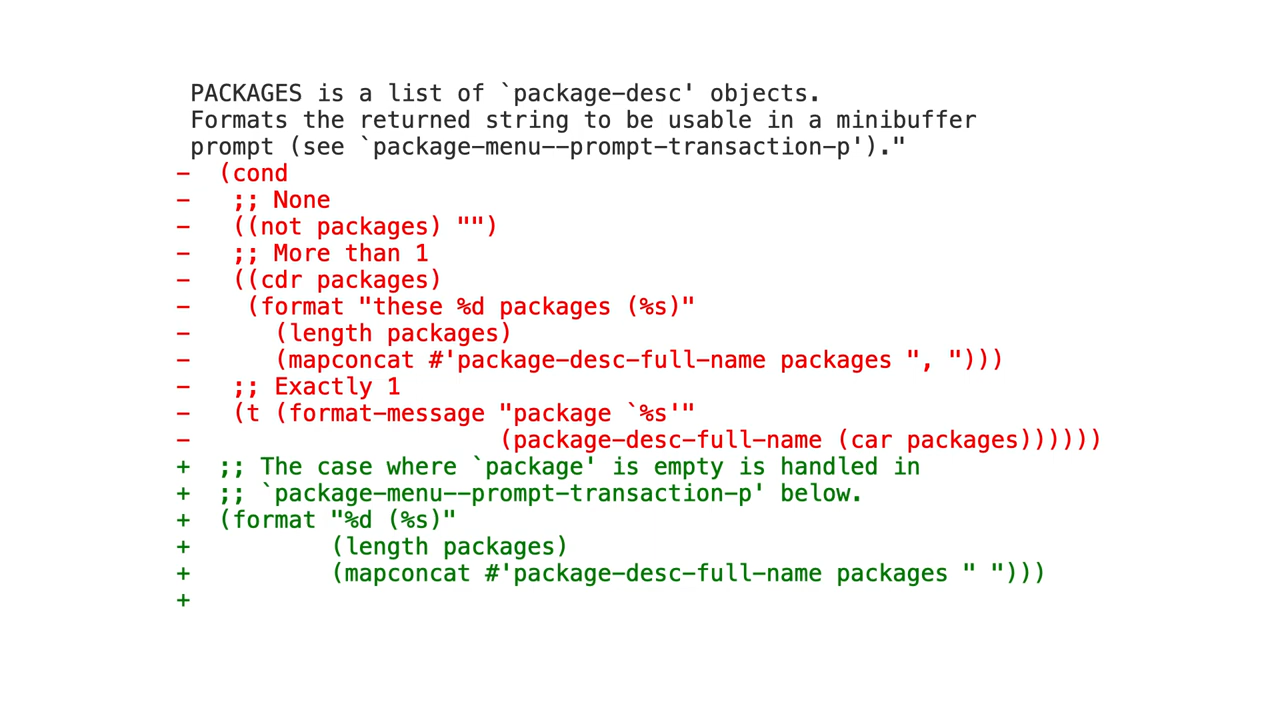 PACKAGES is a list of `package-desc' objects.
Formats the returned string to be usable in a minibuffer
prompt (see `package-menu--prompt-transaction-p')."
-  (cond
-   ;; None
-   ((not packages) "")
-   ;; More than 1
-   ((cdr packages)
-    (format "these %d packages (%s)"
-      (length packages)
-      (mapconcat #'package-desc-full-name packages ", ")))
-   ;; Exactly 1
-   (t (format-message "package `%s'"
-                      (package-desc-full-name (car packages))))))
+  ;; The case where `package' is empty is handled in
+  ;; `package-menu--prompt-transaction-p' below.
+  (format "%d (%s)"
+          (length packages)
+          (mapconcat #'package-desc-full-name packages " ")))
+